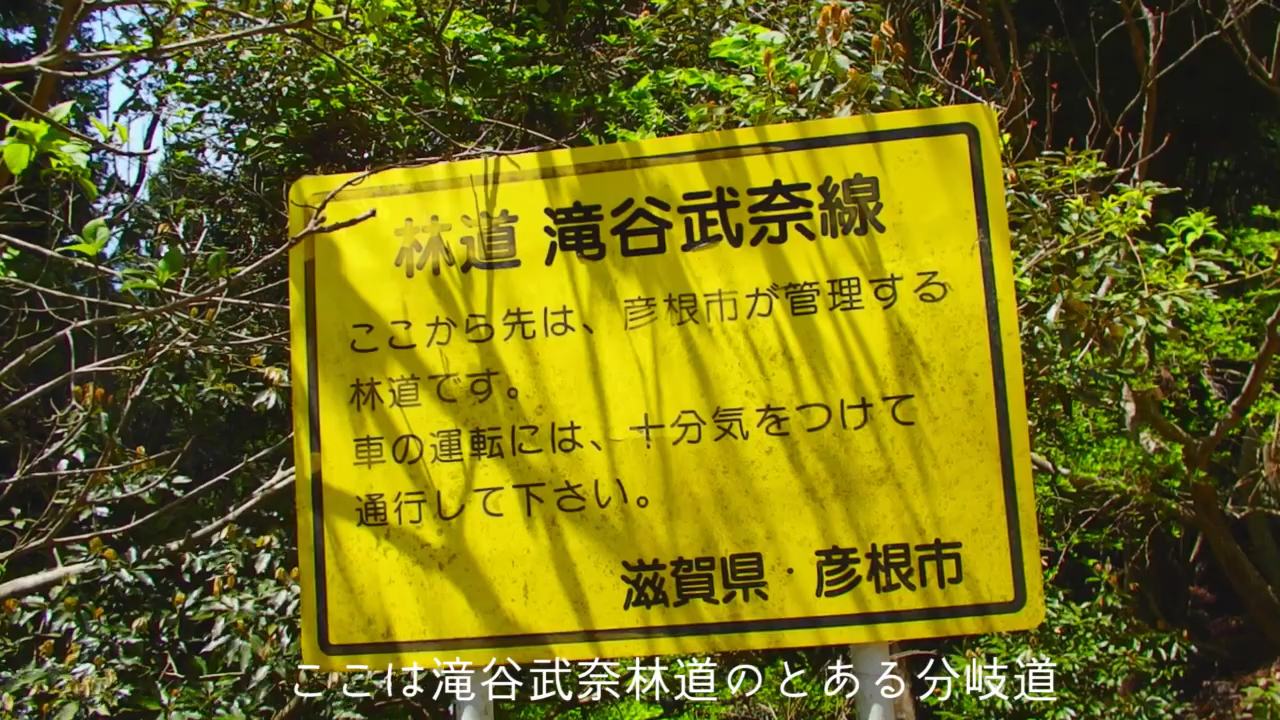 林道 滝谷武奈線
ここから先は、彦根市が管理する
林道です。
車の運転には、十分気をつけて
通行して下さい。
滋賀県・彦根市
ここは滝谷武奈林道のとある分岐道